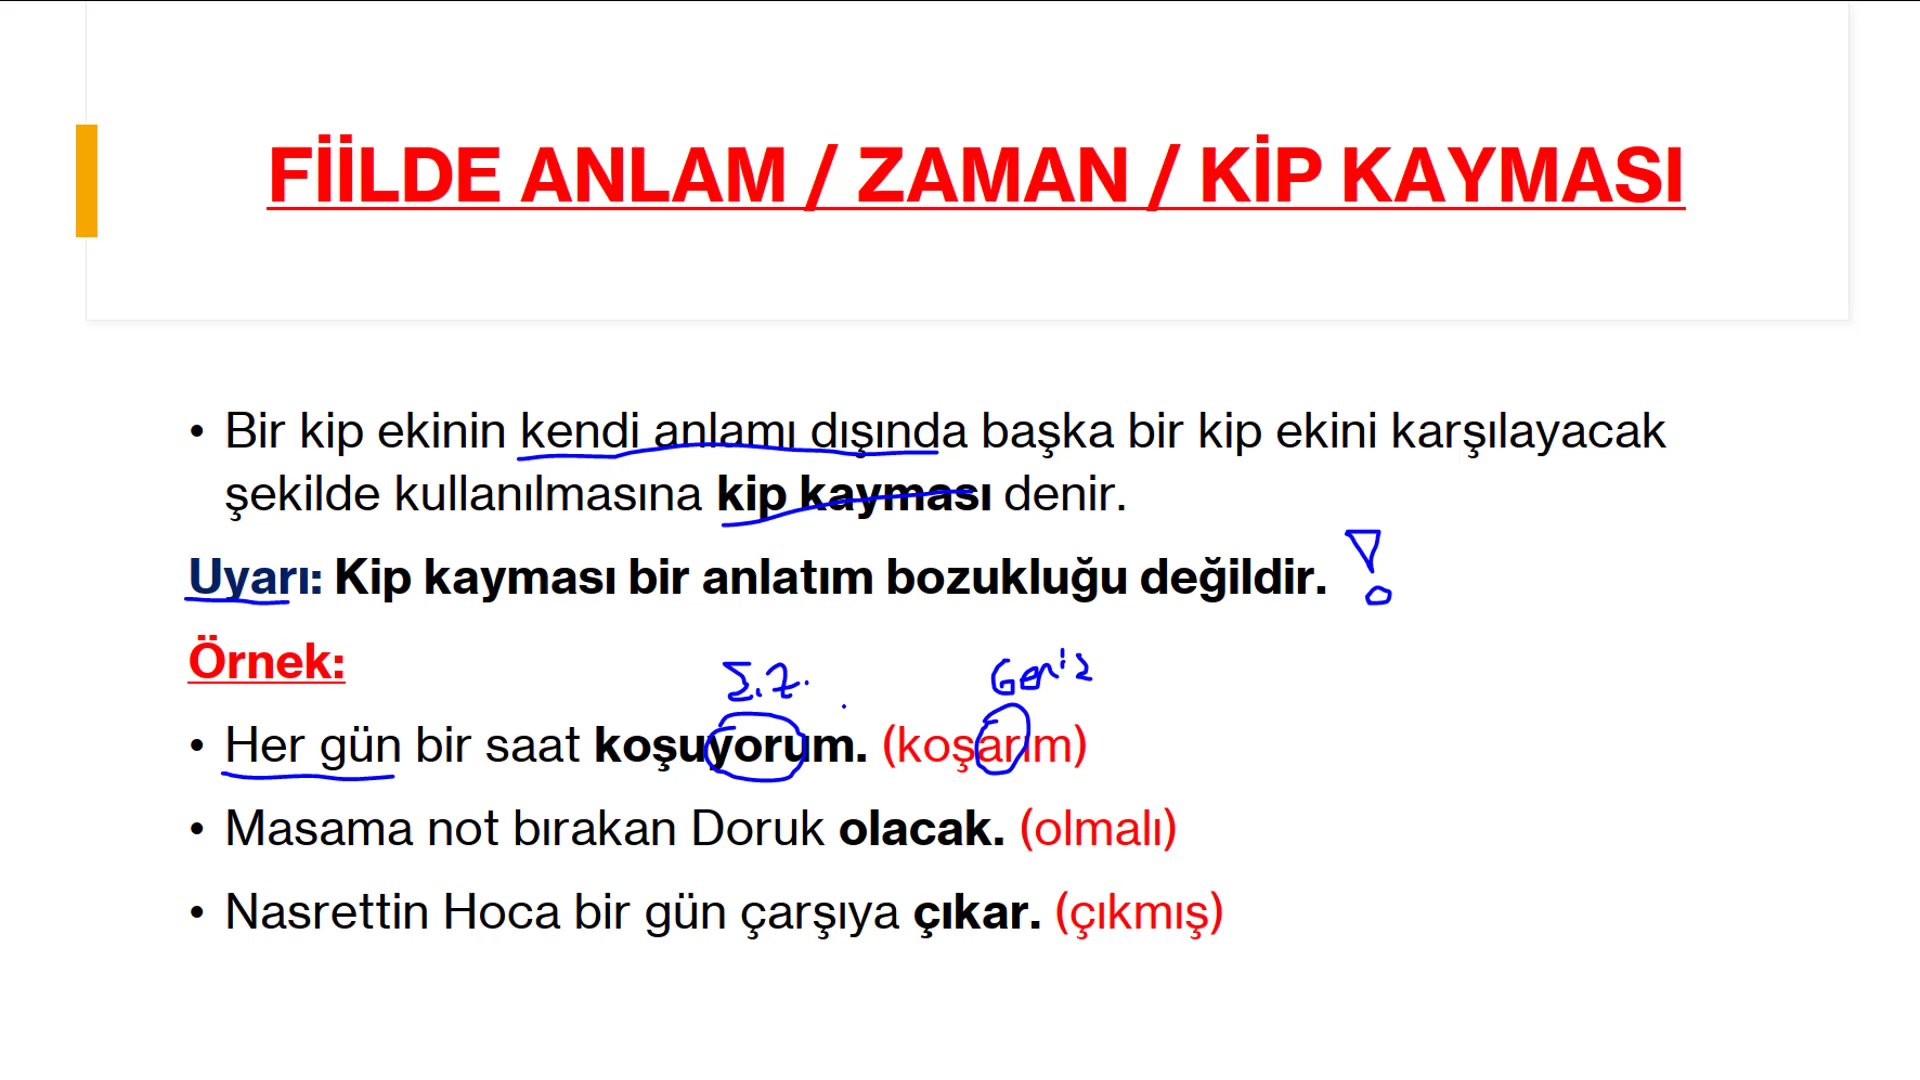 FİİLDE ANLAM / ZAMAN / KİP KAYMASI
• Bir kip ekinin kendi anlamı dışında başka bir kip ekini karşılayacak
şekilde kullanılmasına kip kayması denir.
Uyarı: Kip kayması bir anlatım bozukluğu değildir. !
Örnek:
Ş.Z. Geniş
• Her gün bir saat koşuyorum. (koşarım)
• Masama not bırakan Doruk olacak. (olmalı)
• Nasrettin Hoca bir gün çarşıya çıkar. (çıkmış)